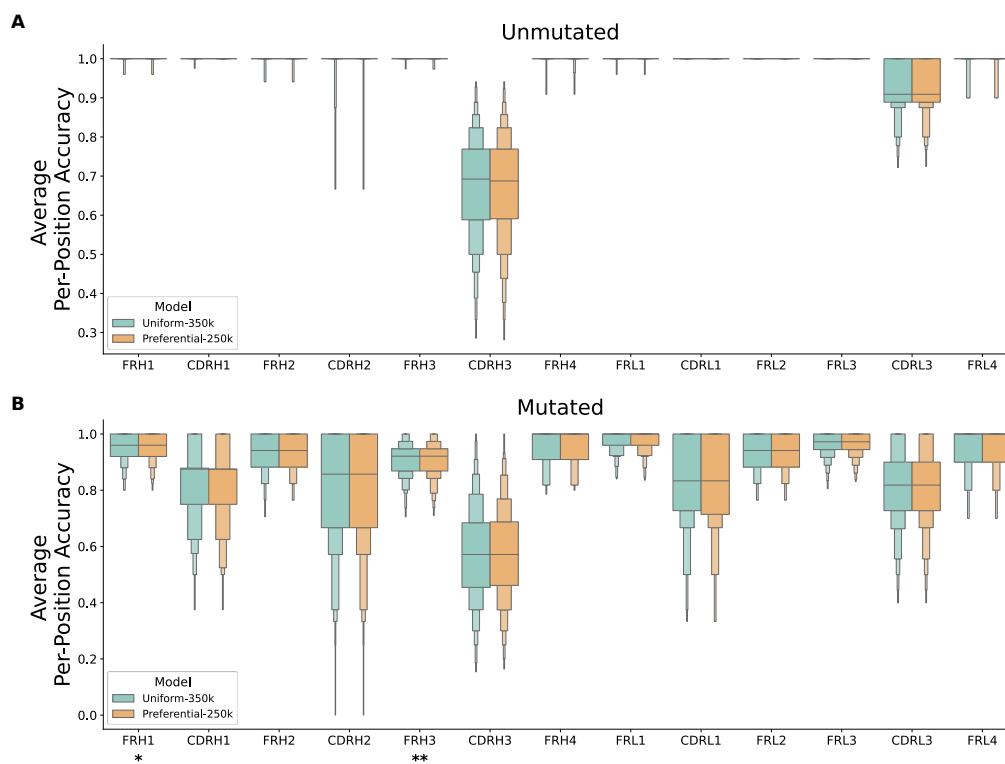 A
Unmutated
Average
Per-Position Accuracy
1.0
0.9
0.8
0.7
0.6
0.5
0.4
0.3
Model
Uniform-350k
Preferential-250k
FRH1 CDRH1 FRH2 CDRH2 FRH3 CDRH3 FRH4 FRL1 CDRL1 FRL2 FRL3 CDRL3 FRL4
B
Mutated
Average
Per-Position Accuracy
1.0
0.8
0.6
0.4
0.2
0.0
Model
Uniform-350k
Preferential-250k
FRH1 CDRH1 FRH2 CDRH2 FRH3 CDRH3 FRH4 FRL1 CDRL1 FRL2 FRL3 CDRL3 FRL4
* **